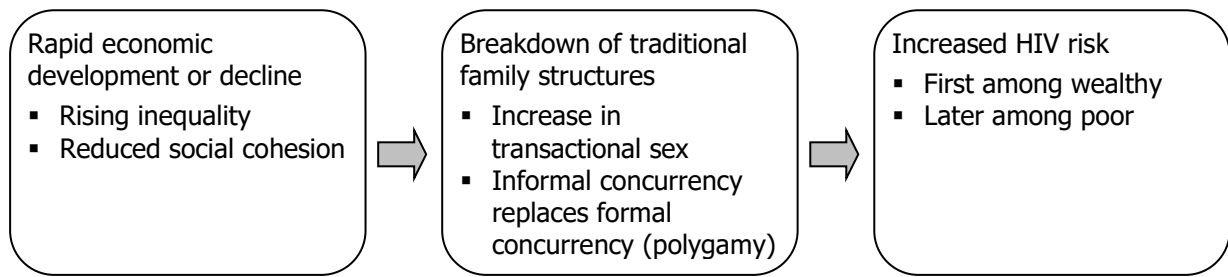 Rapid economic
development or decline
▪ Rising inequality
▪ Reduced social cohesion
Breakdown of traditional
family structures
▪ Increase in
transactional sex
▪ Informal concurrency
replaces formal
concurrency (polygamy)
Increased HIV risk
▪ First among wealthy
▪ Later among poor